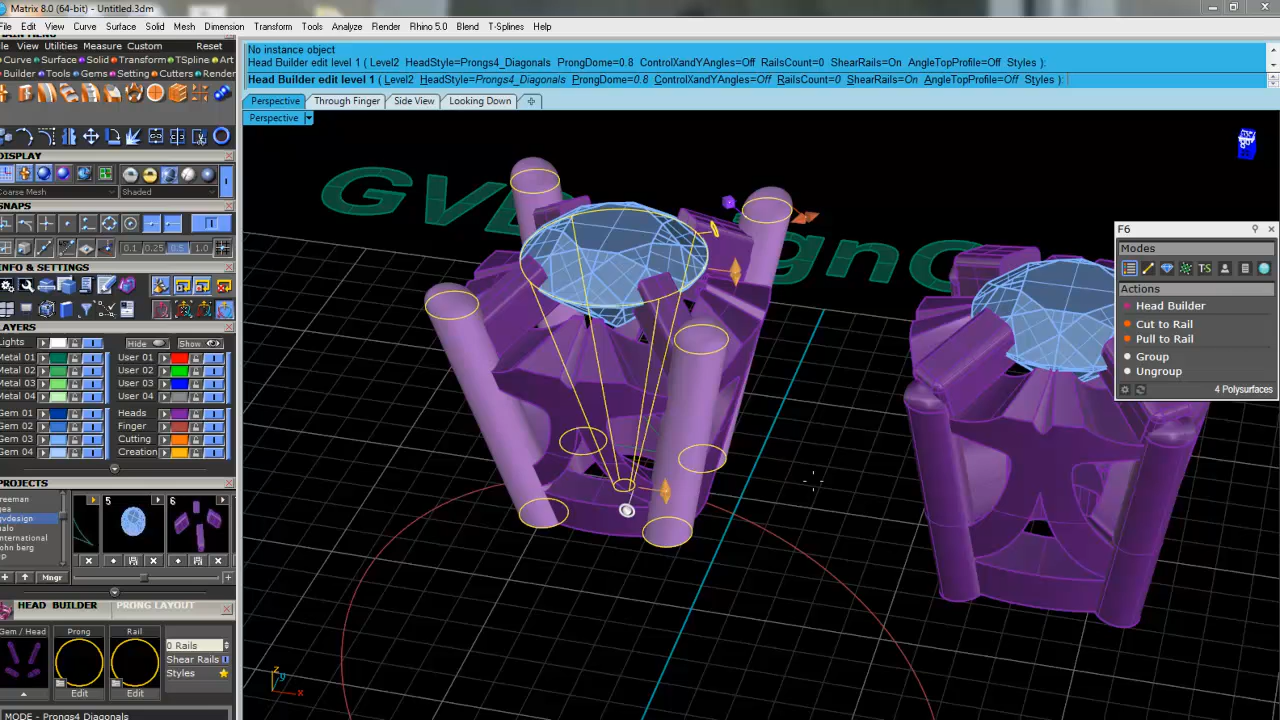 Matrix 8.0 (64-bit) - Untitled.3dm
File Edit View Curve Surface Solid Mesh Dimension Transform Tools Analyze Render Rhino 5.0 Blend T-Splines Help
View Utilities Measure Custom Reset
Curve Surface Solid Transform TSpline Art
Builder Tools Gems Setting Cutters Render
No instance object
Head Builder edit level 1 ( Level2 HeadStyle=Prongs4_Diagonals ProngDome=0.8 ControlXandYAngles=Off RailsCount=0 ShearRails=On AngleTopProfile=Off Styles ):
Head Builder edit level 1 ( Level2 HeadStyle=Prongs4_Diagonals ProngDome=0.8 ControlXandYAngles=Off RailsCount=0 ShearRails=On AngleTopProfile=Off Styles ):
Perspective Through Finger Side View Looking Down
Perspective
DISPLAY
Coarse Mesh Shaded
SNAPS
0.1 0.25 0.5 1.0
INFO & SETTINGS
LAYERS
Lights Hide Show
Metal 01 User 01
Metal 02 User 02
Metal 03 User 03
Metal 04 User 04
Gem 01 Heads
Gem 02 Finger
Gem 03 Cutting
Gem 04 Creation
gvdesign
5 6
Mngr
HEAD BUILDER PRONG LAYOUT
Gem / Head Prong Rail
0 Rails
Shear Rails
Styles
Edit Edit
MODE - Prongs4 Diagonals
F6
Modes
Actions
Head Builder
Cut to Rail
Pull to Rail
Group
Ungroup
4 Polysurfaces
z
y
x